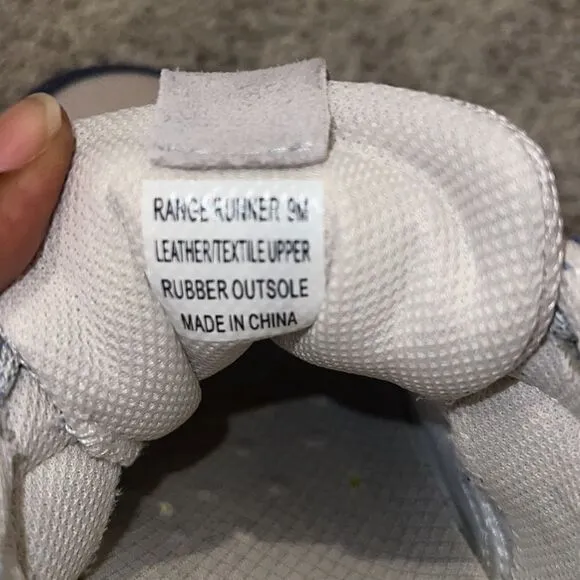 RANGE RUNNER 9M
LEATHER/TEXTILE UPPER
RUBBER OUTSOLE
MADE IN CHINA